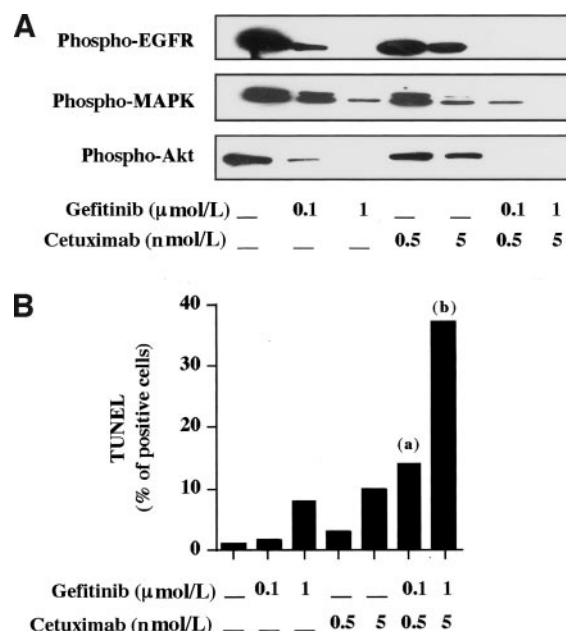 A
Phospho-EGFR
Phospho-MAPK
Phospho-Akt
Gefitinib (µmol/L) __ 0.1 1 __ __ 0.1 1
Cetuximab (nmol/L) __ __ __ 0.5 5 0.5 5
B
40
30
20
10
0
TUNEL
(% of positive cells)
(a)
(b)
Gefitinib (µmol/L) __ 0.1 1 __ __ 0.1 1
Cetuximab (nmol/L) __ __ __ 0.5 5 0.5 5